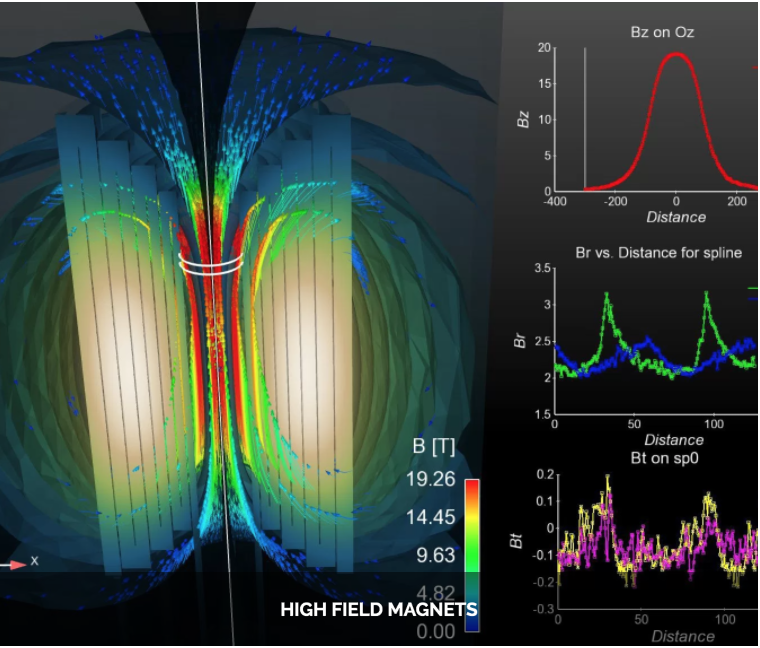 Bz on Oz
20
15
10
5
0
Bz
-400 -200 0 200
Distance
Br vs. Distance for spline
3.5
3
2.5
2
1.5
Br
0 50 100
Distance
Bt on sp0
0.2
0.1
0
-0.1
-0.2
-0.3
Bt
0 50 100
Distance
B [T]
19.26
14.45
9.63
4.82
0.00
x
HIGH FIELD MAGNETS